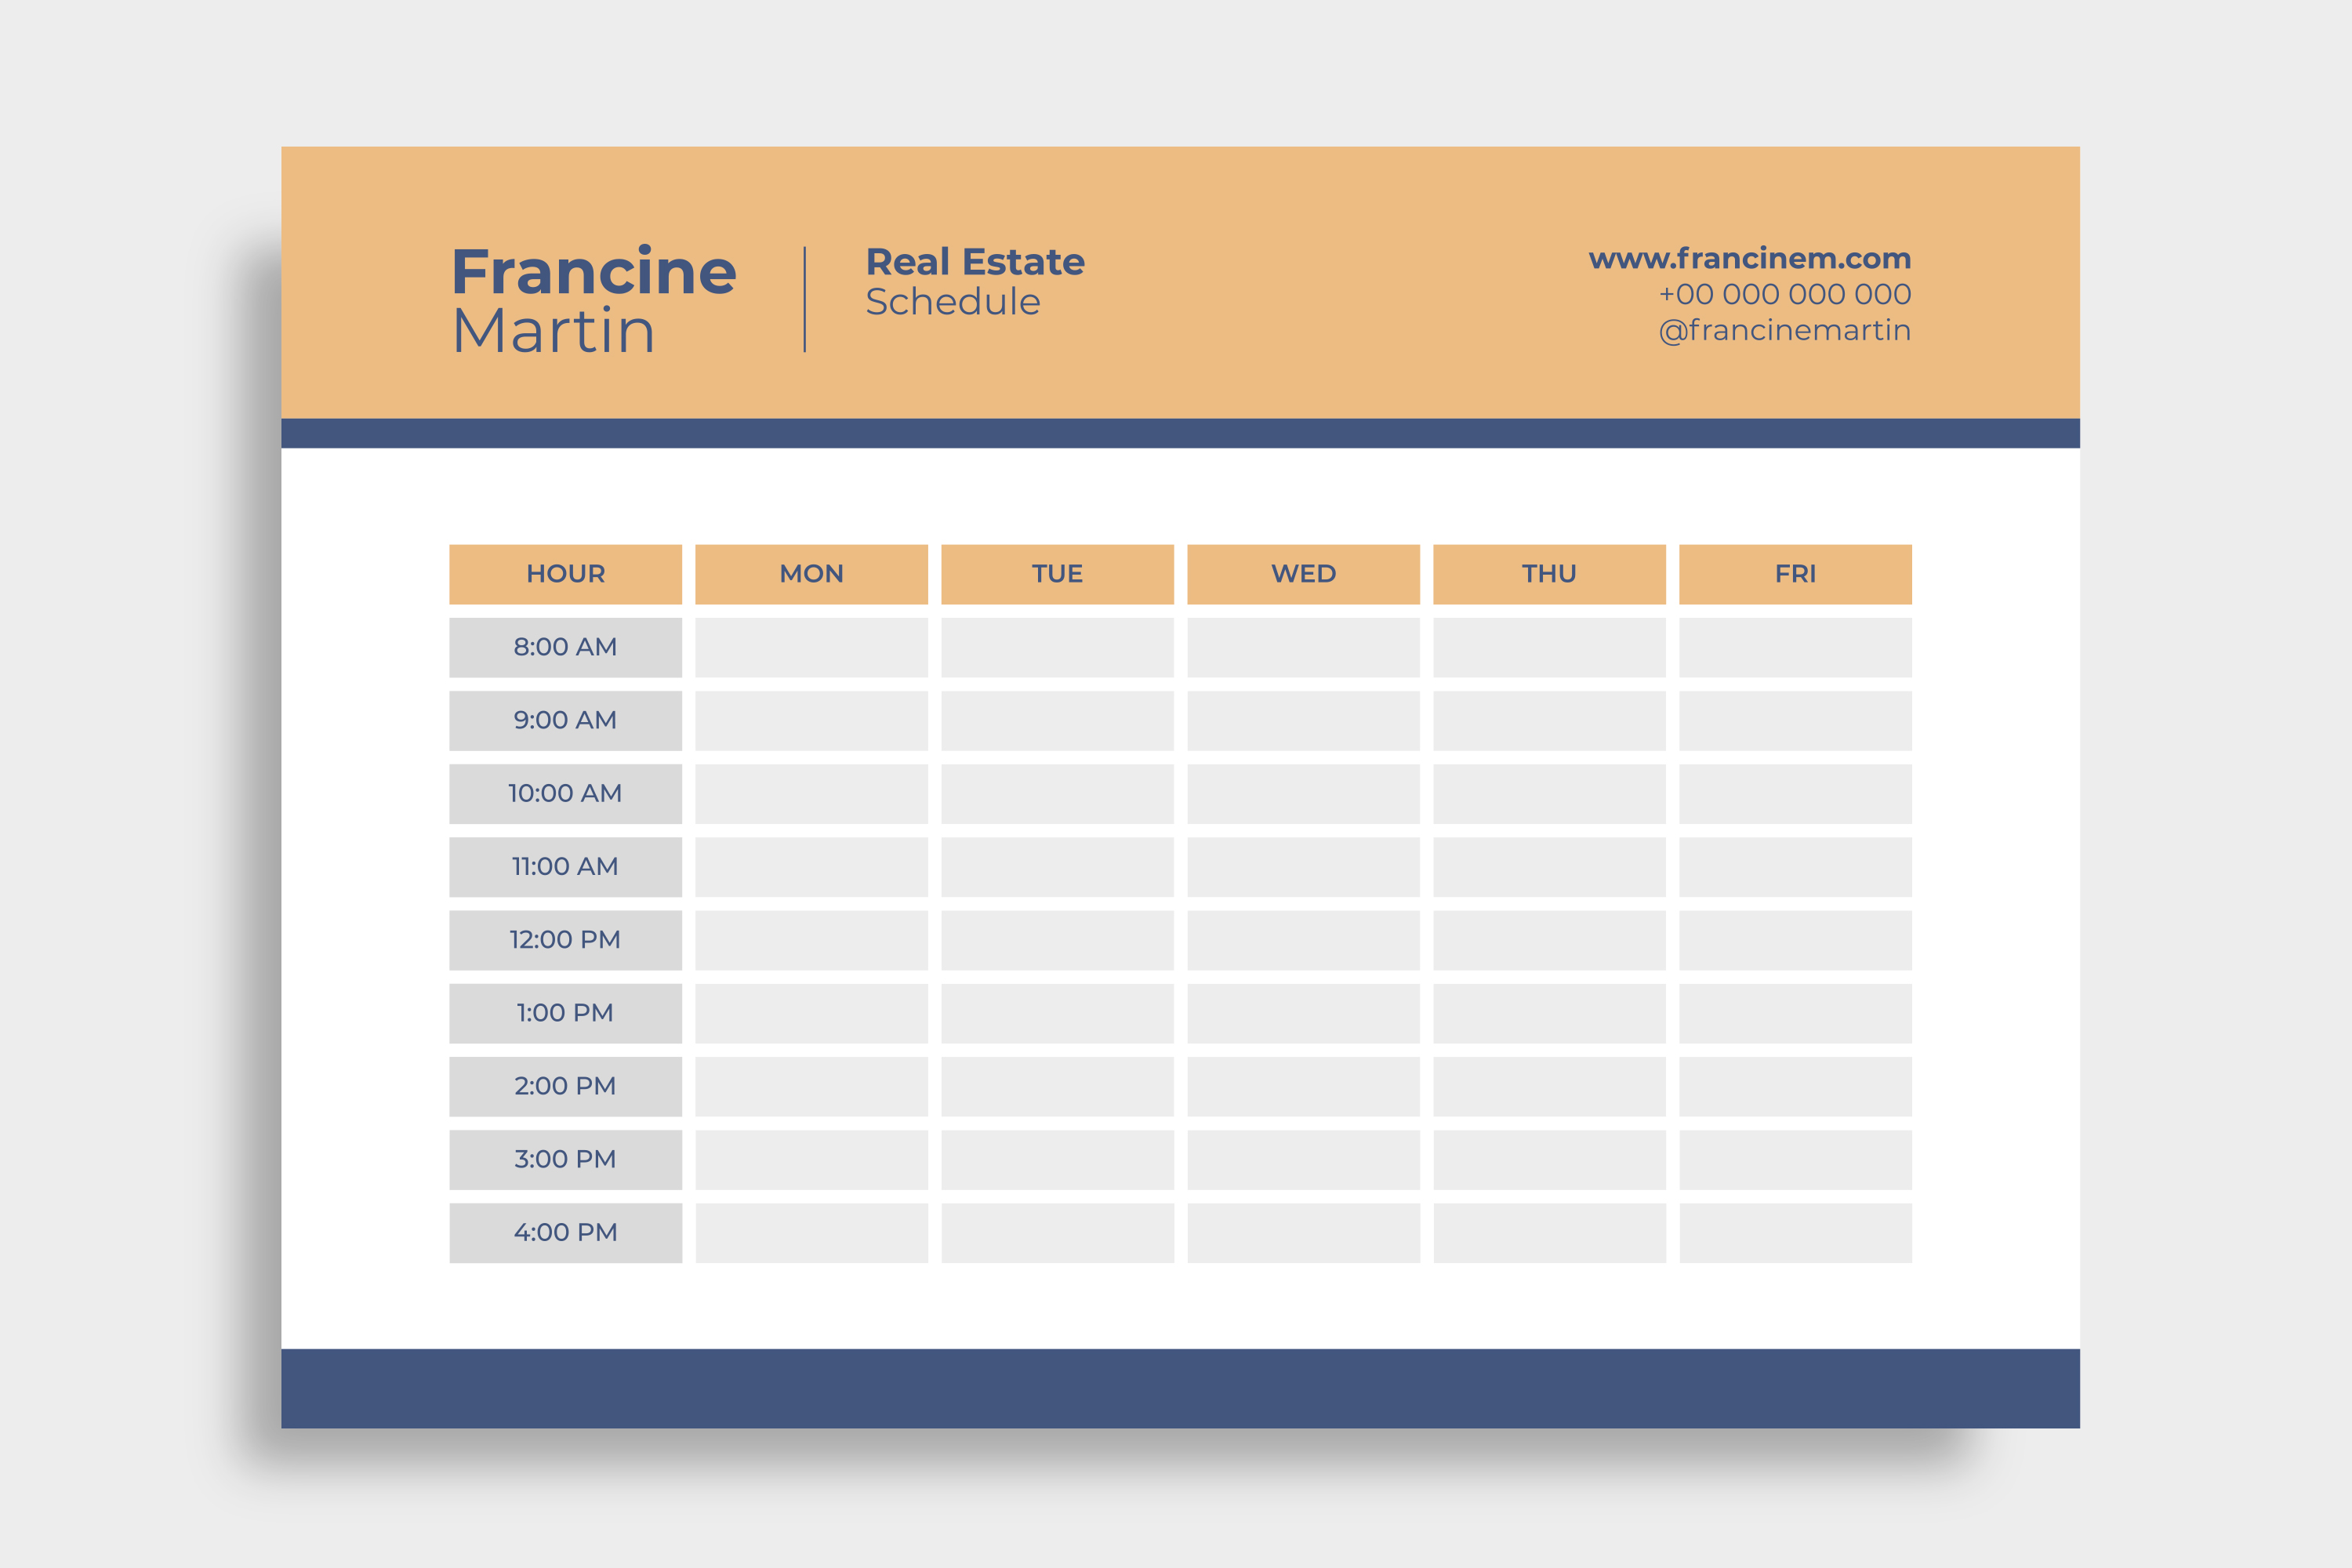 Francine
Martin
Real Estate
Schedule
www.francinem.com
+00 000 000 000
@francinemartin
HOUR MON TUE WED THU FRI
8:00 AM
9:00 AM
10:00 AM
11:00 AM
12:00 PM
1:00 PM
2:00 PM
3:00 PM
4:00 PM